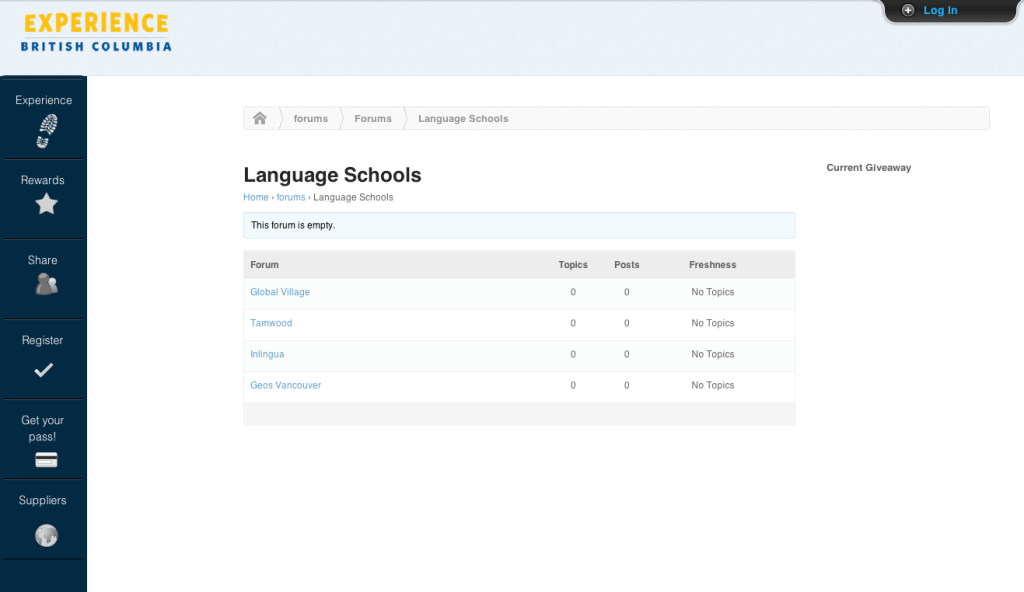 EXPERIENCE
BRITISH COLUMBIA
Log In
Experience
Rewards
Share
Register
Get your
pass!
Suppliers
forums Forums Language Schools
Language Schools
Home › forums › Language Schools
This forum is empty.
Forum Topics Posts Freshness
Global Village 0 0 No Topics
Tamwood 0 0 No Topics
Inlingua 0 0 No Topics
Geos Vancouver 0 0 No Topics
Current Giveaway